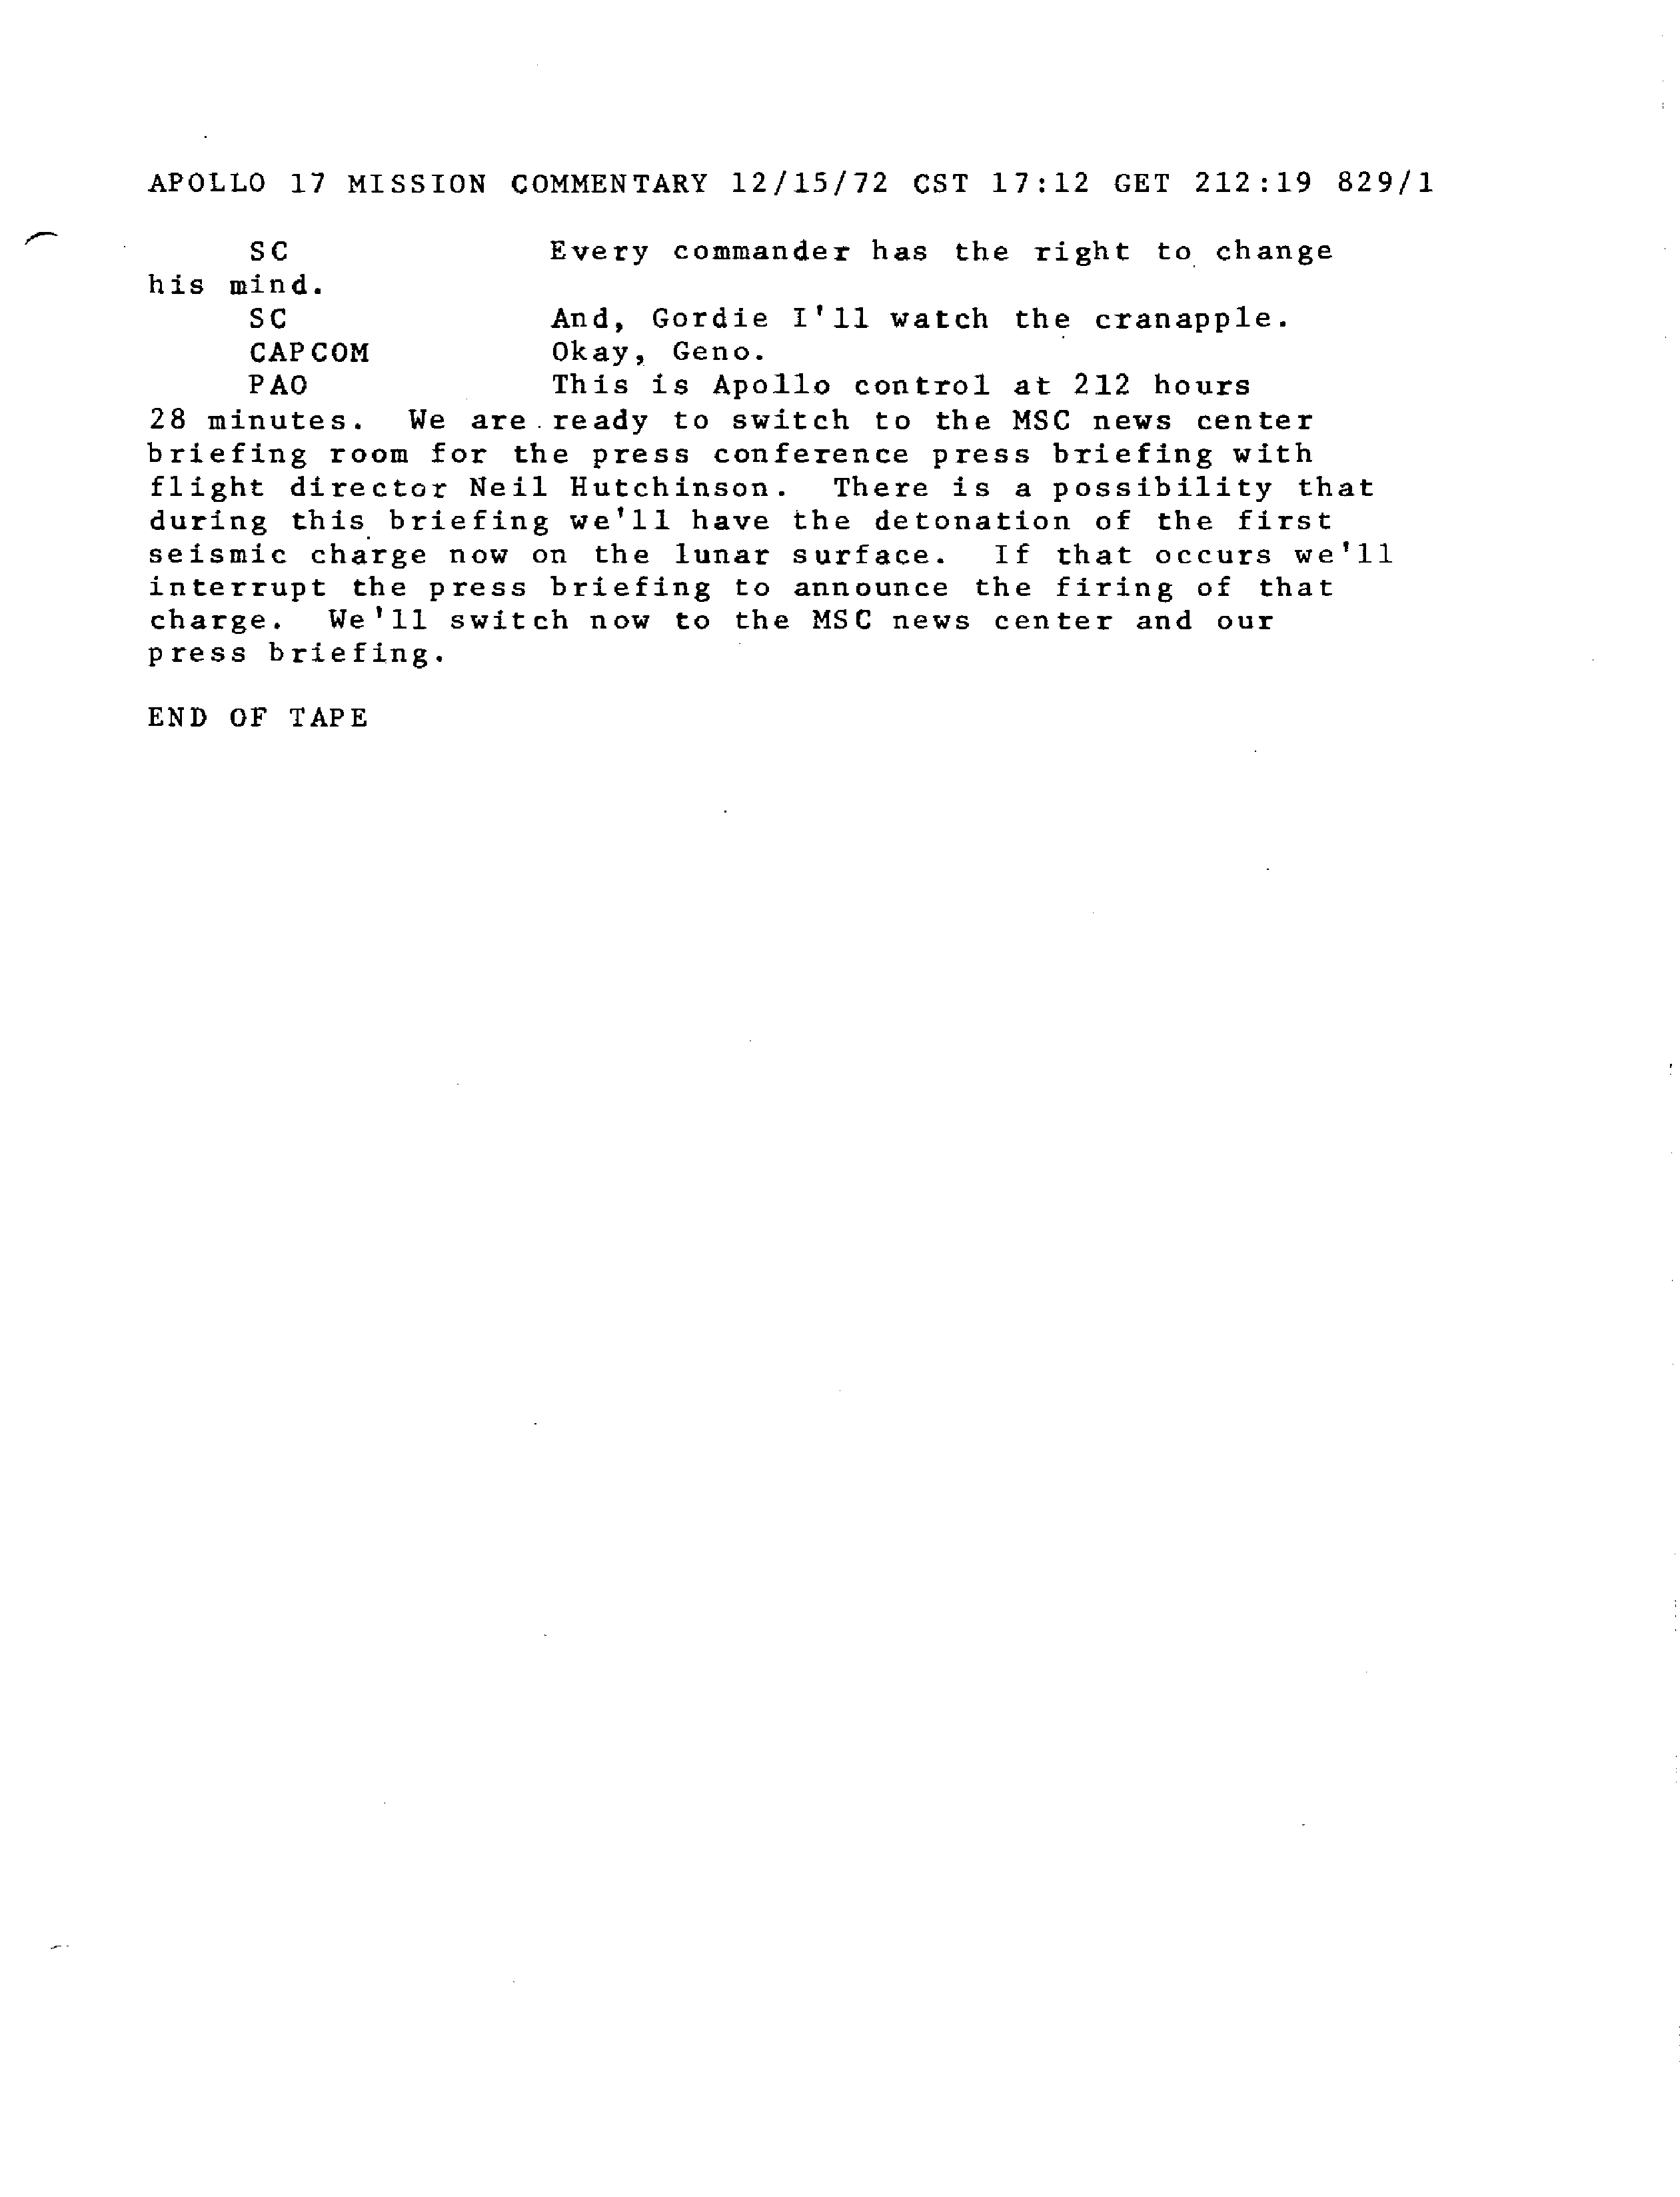 APOLLO 17 MISSION COMMENTARY 12/15/72 CST 17:12 GET 212:19 829/1
SC Every commander has the right to change
his mind.
SC And, Gordie I'll watch the cranapple.
CAPCOM Okay, Geno.
PAO This is Apollo control at 212 hours
28 minutes. We are ready to switch to the MSC news center
briefing room for the press conference press briefing with
flight director Neil Hutchinson. There is a possibility that
during this briefing we'll have the detonation of the first
seismic charge now on the lunar surface. If that occurs we'll
interrupt the press briefing to announce the firing of that
charge. We'll switch now to the MSC news center and our
press briefing.
END OF TAPE